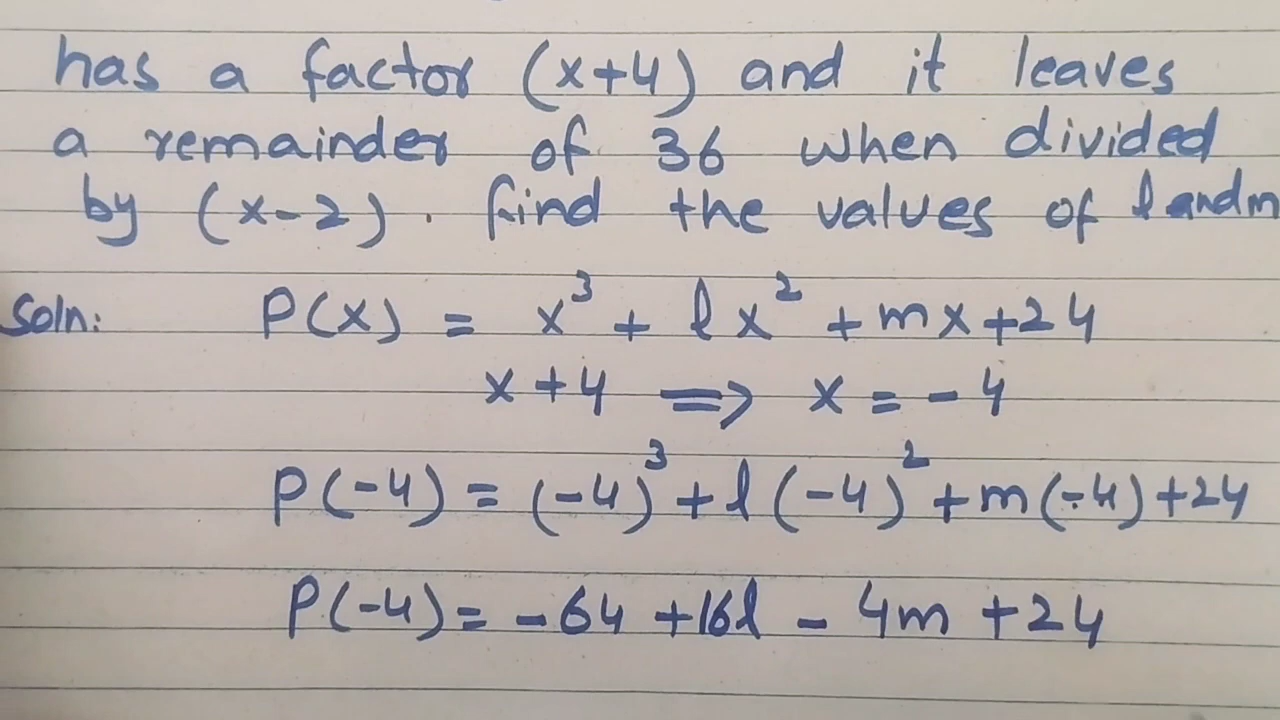 has a factor (x+4) and it leaves
a remainder of 36 when divided
by (x-2). find the values of l and m
Soln: P(x) = x³ + lx² + mx + 24
x + 4 ⟹ x = -4
P(-4) = (-4)³ + l(-4)² + m(-4) + 24
P(-4) = -64 + 16l - 4m + 24